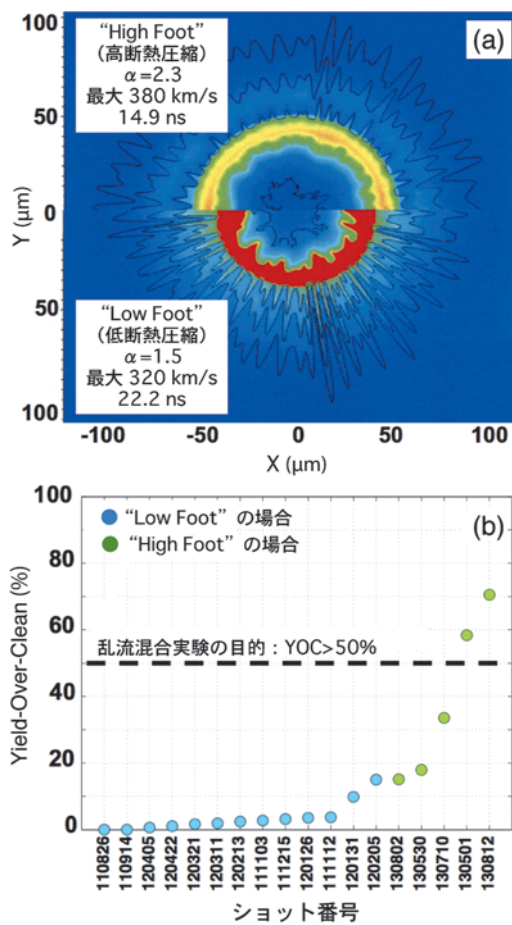 (a)
“High Foot”
(高断熱圧縮)
α=2.3
最大 380 km/s
14.9 ns
“Low Foot”
(低断熱圧縮)
α=1.5
最大 320 km/s
22.2 ns
100
50
0
50
100
Y (μm)
-100
-50
0
50
100
X (μm)
(b)
“Low Foot” の場合
“High Foot” の場合
乱流混合実験の目的：YOC>50%
Yield-Over-Clean (%)
100
80
60
40
20
0
110826
110914
120405
120422
120321
120311
120213
111103
111215
120126
111112
120131
120205
130802
130530
130710
130501
130812
ショット番号